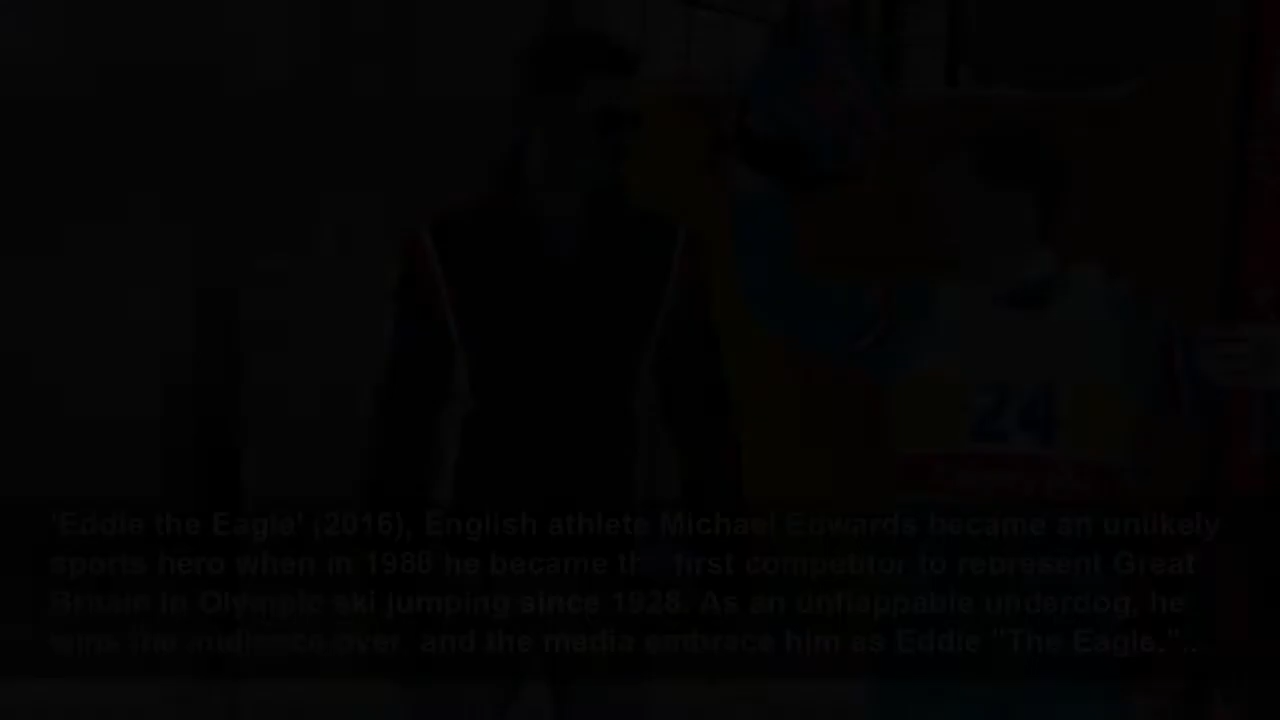 24
'Eddie the Eagle' (2016), English athlete Michael Edwards became an unlikely
sports hero when in 1988 he became the first competitor to represent Great
Britain in Olympic ski jumping since 1928. As an unflappable underdog, he
wins the audience over, and the media embrace him as Eddie "The Eagle."..